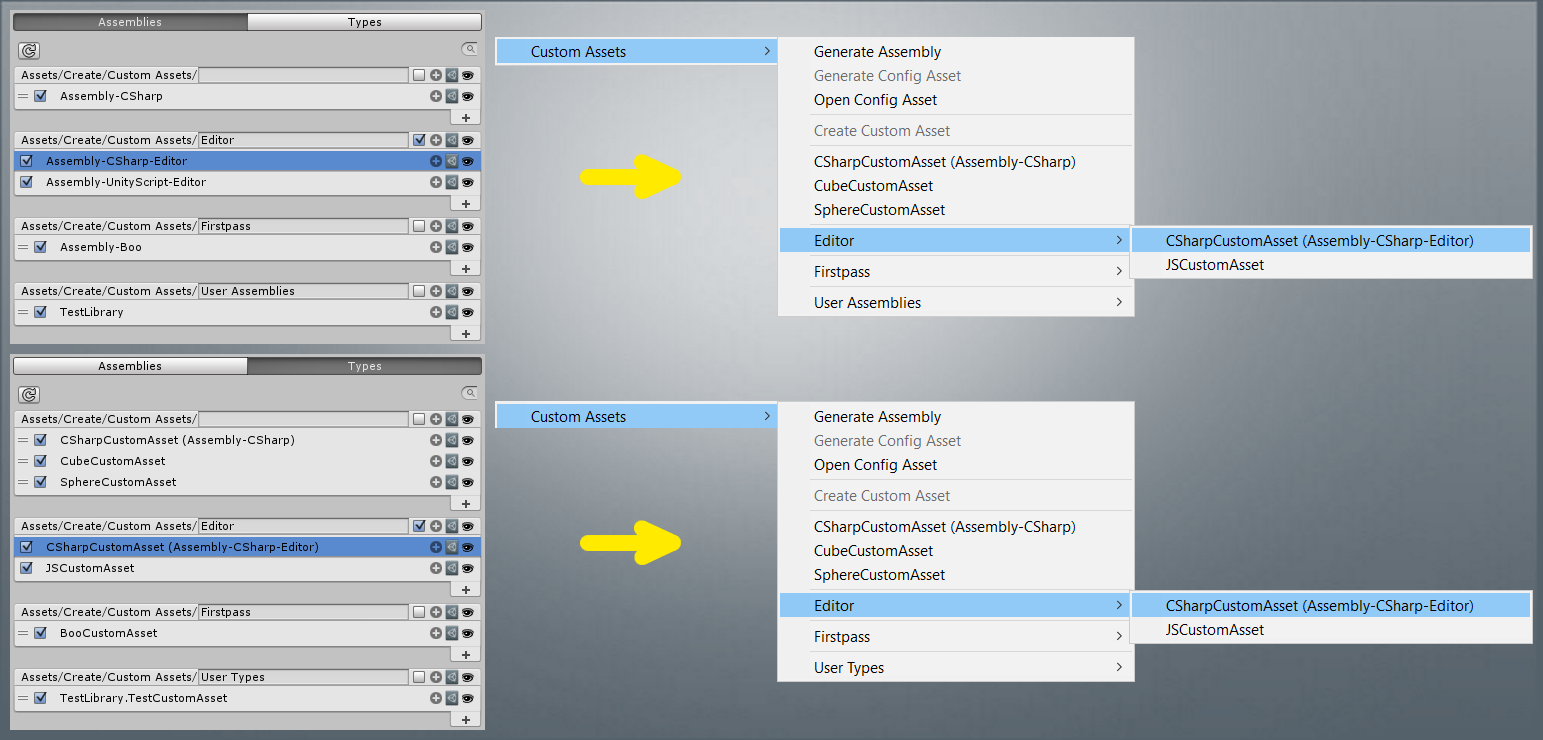 Assemblies Types
Assets/Create/Custom Assets/
Assembly-CSharp
Assets/Create/Custom Assets/ Editor
Assembly-CSharp-Editor
Assembly-UnityScript-Editor
Assets/Create/Custom Assets/ Firstpass
Assembly-Boo
Assets/Create/Custom Assets/ User Assemblies
TestLibrary
Custom Assets
Generate Assembly
Generate Config Asset
Open Config Asset
Create Custom Asset
CSharpCustomAsset (Assembly-CSharp)
CubeCustomAsset
SphereCustomAsset
Editor
Firstpass
User Assemblies
CSharpCustomAsset (Assembly-CSharp-Editor)
JSCustomAsset
Assemblies Types
Assets/Create/Custom Assets/
CSharpCustomAsset (Assembly-CSharp)
CubeCustomAsset
SphereCustomAsset
Assets/Create/Custom Assets/ Editor
CSharpCustomAsset (Assembly-CSharp-Editor)
JSCustomAsset
Assets/Create/Custom Assets/ Firstpass
BooCustomAsset
Assets/Create/Custom Assets/ User Types
TestLibrary.TestCustomAsset
Custom Assets
Generate Assembly
Generate Config Asset
Open Config Asset
Create Custom Asset
CSharpCustomAsset (Assembly-CSharp)
CubeCustomAsset
SphereCustomAsset
Editor
Firstpass
User Types
CSharpCustomAsset (Assembly-CSharp-Editor)
JSCustomAsset